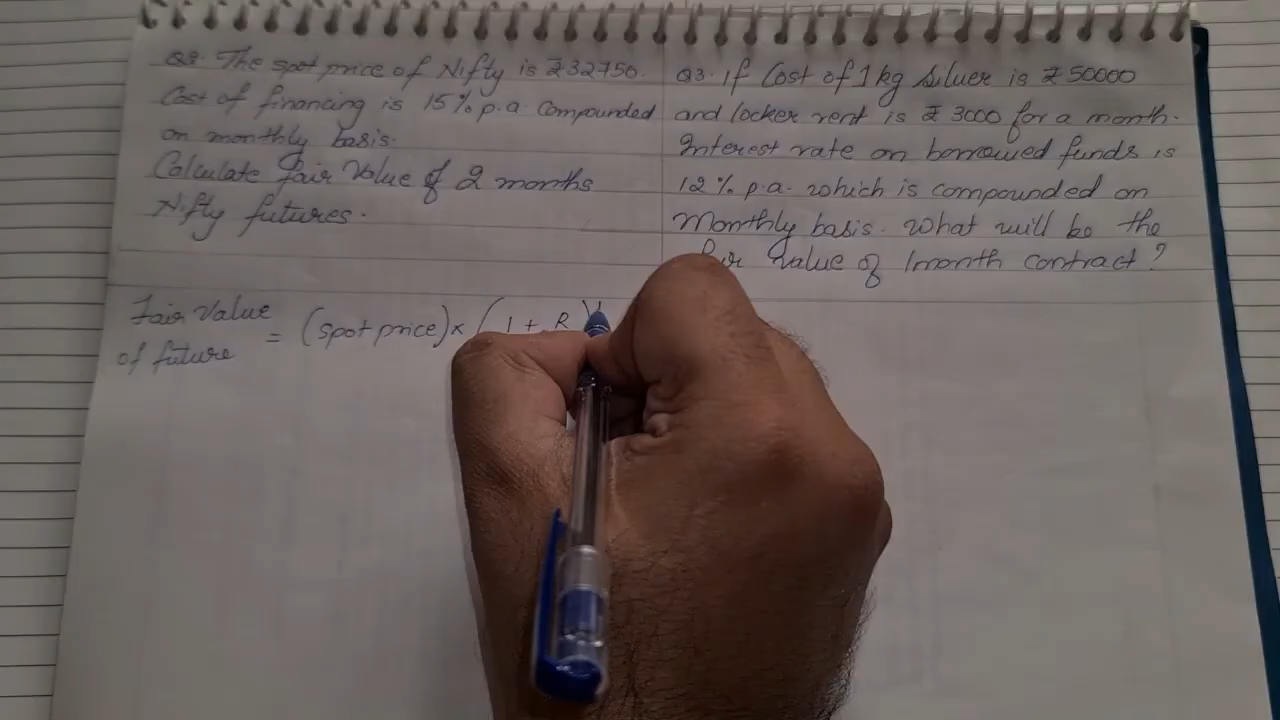 Q2. The spot price of Nifty is ₹32750.
Cost of financing is 15% p.a. compounded
on monthly basis.
Calculate fair Value of 2 months
Nifty futures.
Q3. If Cost of 1kg Silver is ₹50000
and locker rent is ₹3000 for a month.
Interest rate on borrowed funds is
12% p.a. which is compounded on
Monthly basis. What will be the
value of 1month contract?
Fair Value
of future = (spot price) x ( 1 + R )